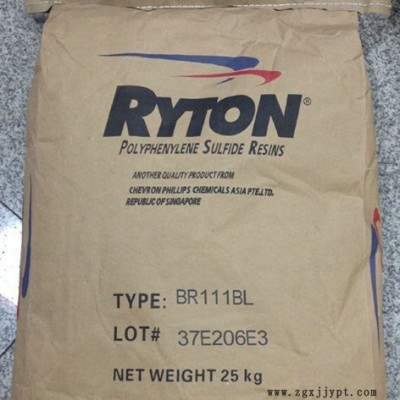 RYTON®
POLYPHENYLENE SULFIDE RESINS
ANOTHER QUALITY PRODUCT FROM
CHEVRON PHILLIPS CHEMICALS ASIA PTE,LTD,
REPUBLIC OF SINGAPORE
TYPE: BR111BL
LOT# 37E206E3
NET WEIGHT 25 kg
www.zgxjjypt.com